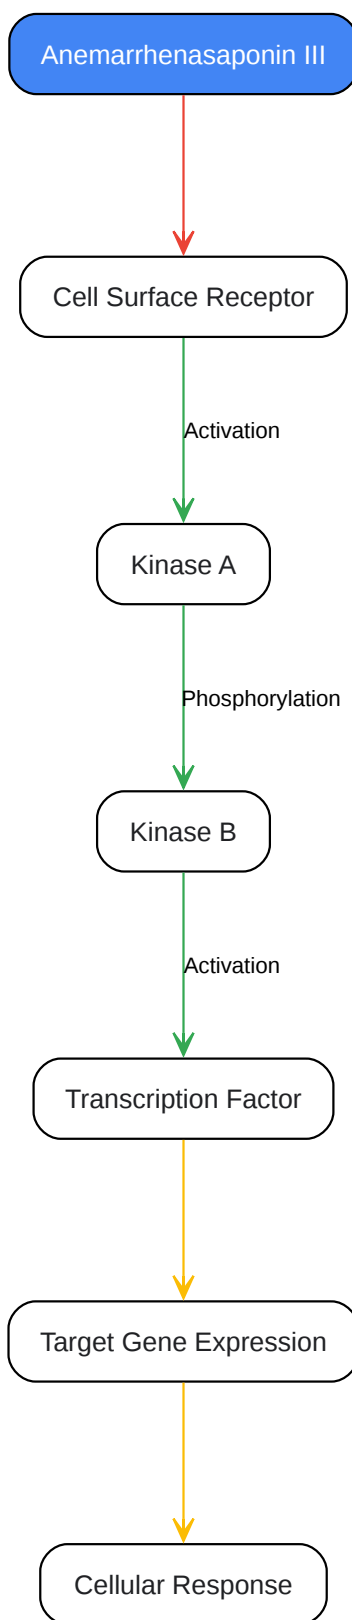 Anemarrhenasaponin III
Cell Surface Receptor
Activation
Kinase A
Phosphorylation
Kinase B
Activation
Transcription Factor
Target Gene Expression
Cellular Response